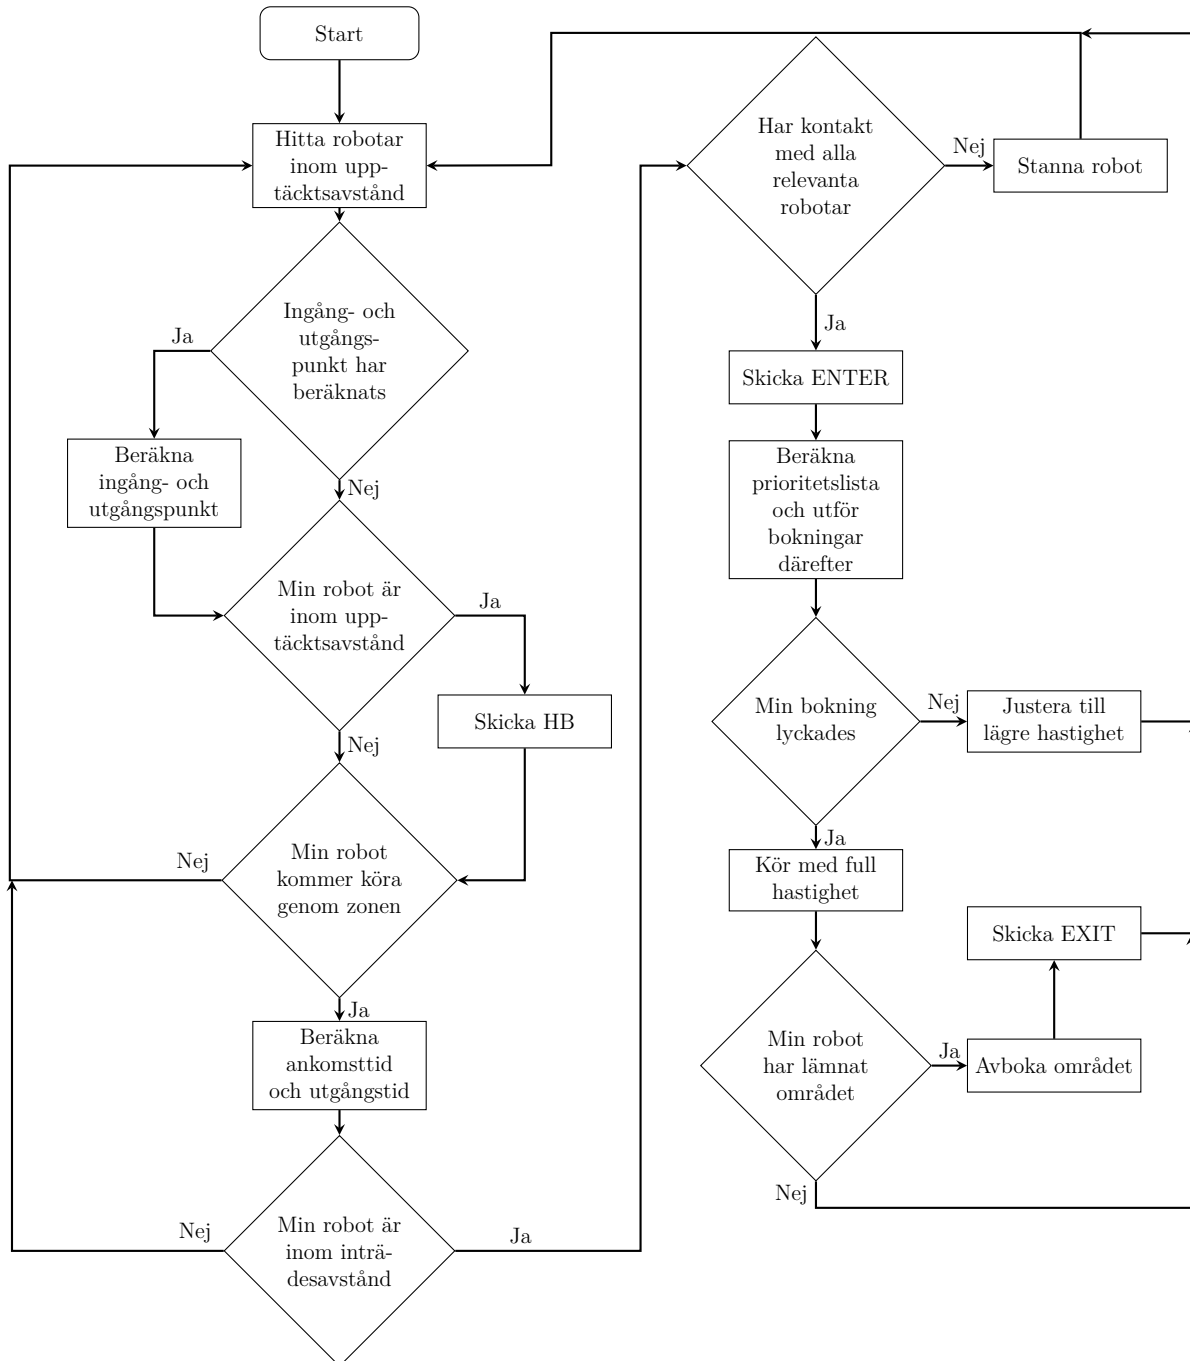 Start
Hitta robotar
inom upp-
täcktsavstånd
Ingång- och
utgångs-
punkt har
beräknats
Ja
Nej
Beräkna
ingång- och
utgångspunkt
Min robot är
inom upp-
täcktsavstånd
Ja
Nej
Skicka HB
Min robot
kommer köra
genom zonen
Nej
Ja
Beräkna
ankomsttid
och utgångstid
Min robot är
inom inträ-
desavstånd
Nej
Ja
Har kontakt
med alla
relevanta
robotar
Nej
Stanna robot
Ja
Skicka ENTER
Beräkna
prioritetslista
och utför
bokningar
därefter
Min bokning
lyckades
Nej
Justera till
lägre hastighet
Ja
Kör med full
hastighet
Skicka EXIT
Min robot
har lämnat
området
Ja
Avboka området
Nej